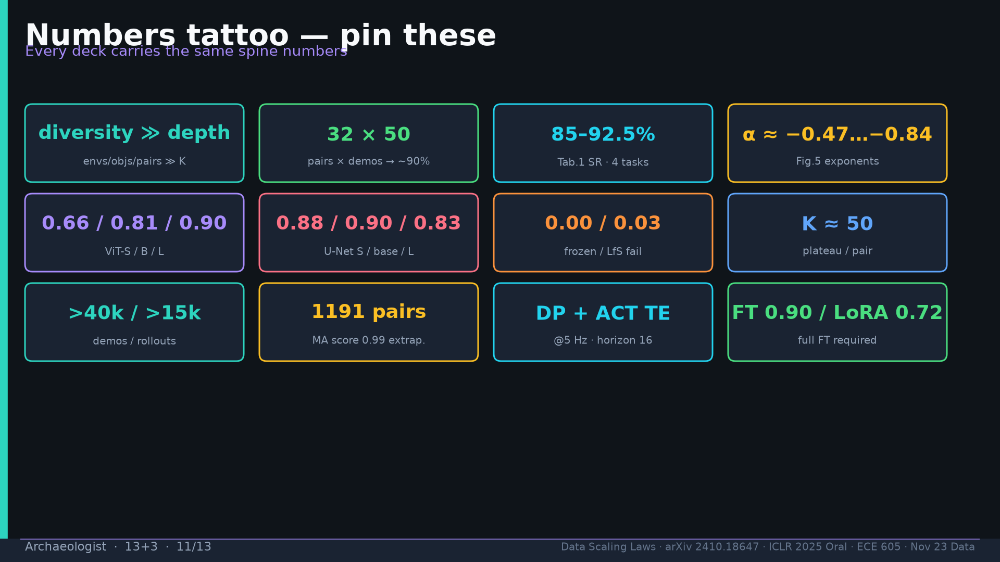 Numbers tattoo — pin these
Every deck carries the same spine numbers
diversity ≫ depth
envs/objs/pairs ≫ K
32 × 50
pairs × demos → ~90%
85–92.5%
Tab.1 SR · 4 tasks
α ≈ −0.47…−0.84
Fig.5 exponents
0.66 / 0.81 / 0.90
ViT-S / B / L
0.88 / 0.90 / 0.83
U-Net S / base / L
0.00 / 0.03
frozen / LfS fail
K ≈ 50
plateau / pair
>40k / >15k
demos / rollouts
1191 pairs
MA score 0.99 extrap.
DP + ACT TE
@5 Hz · horizon 16
FT 0.90 / LoRA 0.72
full FT required
Archaeologist · 13+3 · 11/13
Data Scaling Laws · arXiv 2410.18647 · ICLR 2025 Oral · ECE 605 · Nov 23 Data